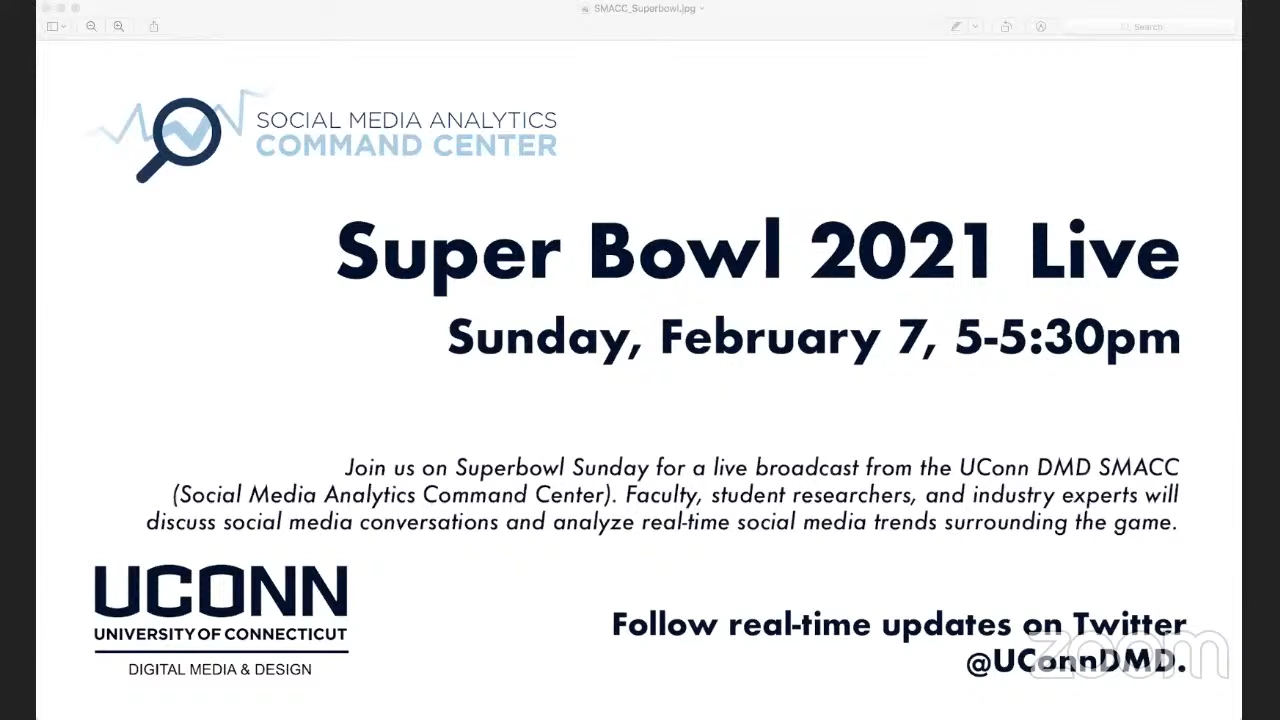 SMACC_Superbowl.jpg
Search
SOCIAL MEDIA ANALYTICS
COMMAND CENTER
Super Bowl 2021 Live
Sunday, February 7, 5-5:30pm
Join us on Superbowl Sunday for a live broadcast from the UConn DMD SMACC
(Social Media Analytics Command Center). Faculty, student researchers, and industry experts will
discuss social media conversations and analyze real-time social media trends surrounding the game.
UCONN
UNIVERSITY OF CONNECTICUT
DIGITAL MEDIA & DESIGN
Follow real-time updates on Twitter
@UConnDMD.
zoom